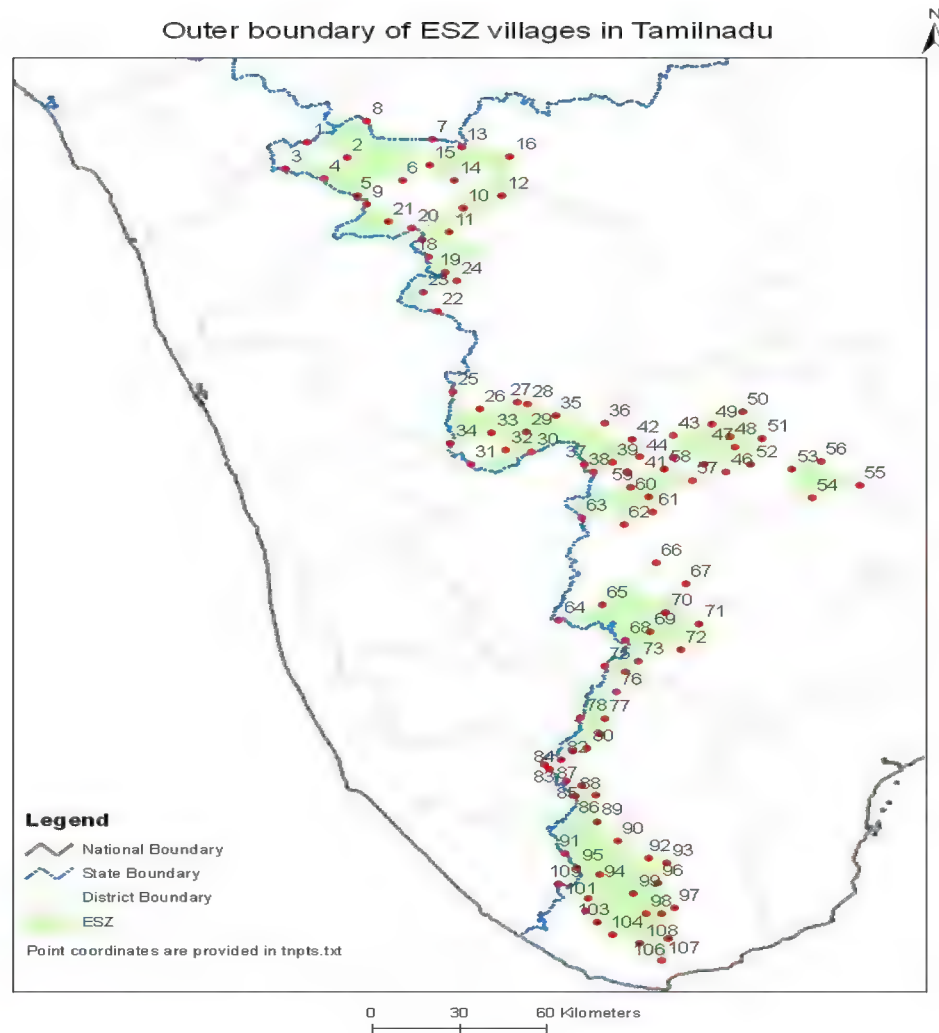 Outer boundary of ESZ villages in Tamilnadu
N
8
1 7 13
2 15 16
3 4 6 14
5 12
9 10
21 20 11
18
19 24
23
22
25
26 27 28 35
33 29 36 42 43 49 50
34 32 30 39 44 47 48 51
31 37 38 41 58 46 52 53 56
59 60 57 54 55
63 62 61
66
67
64 65 70
68 69 71
73 72
75 76
78 77
82 80
84
83 87 88
85 86 89
90
91 95 92 93
94 96
109 101 99 97
103 104 98
108
106 107
Legend
National Boundary
State Boundary
District Boundary
ESZ
Point coordinates are provided in tnpts.txt
0 30 60 Kilometers